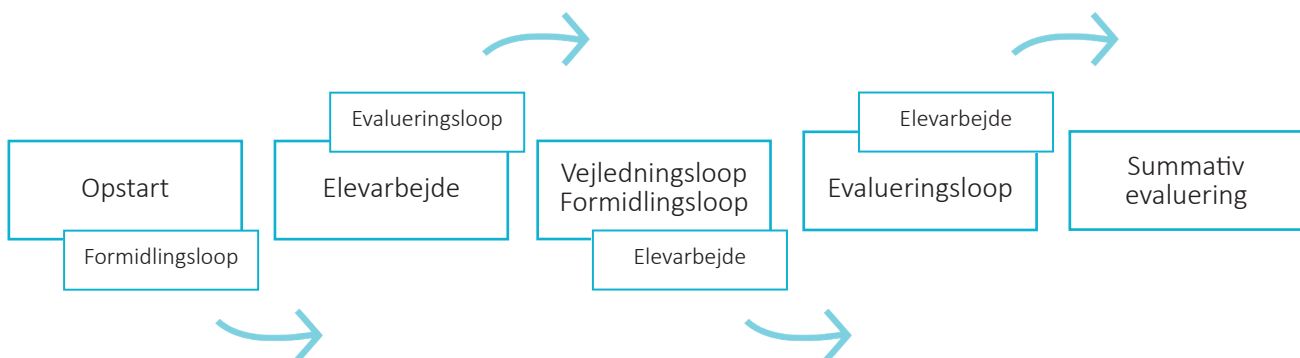 Opstart
Formidlingsloop
Evalueringsloop
Elevarbejde
Vejledningsloop
Formidlingsloop
Elevarbejde
Elevarbejde
Evalueringsloop
Summativ
evaluering